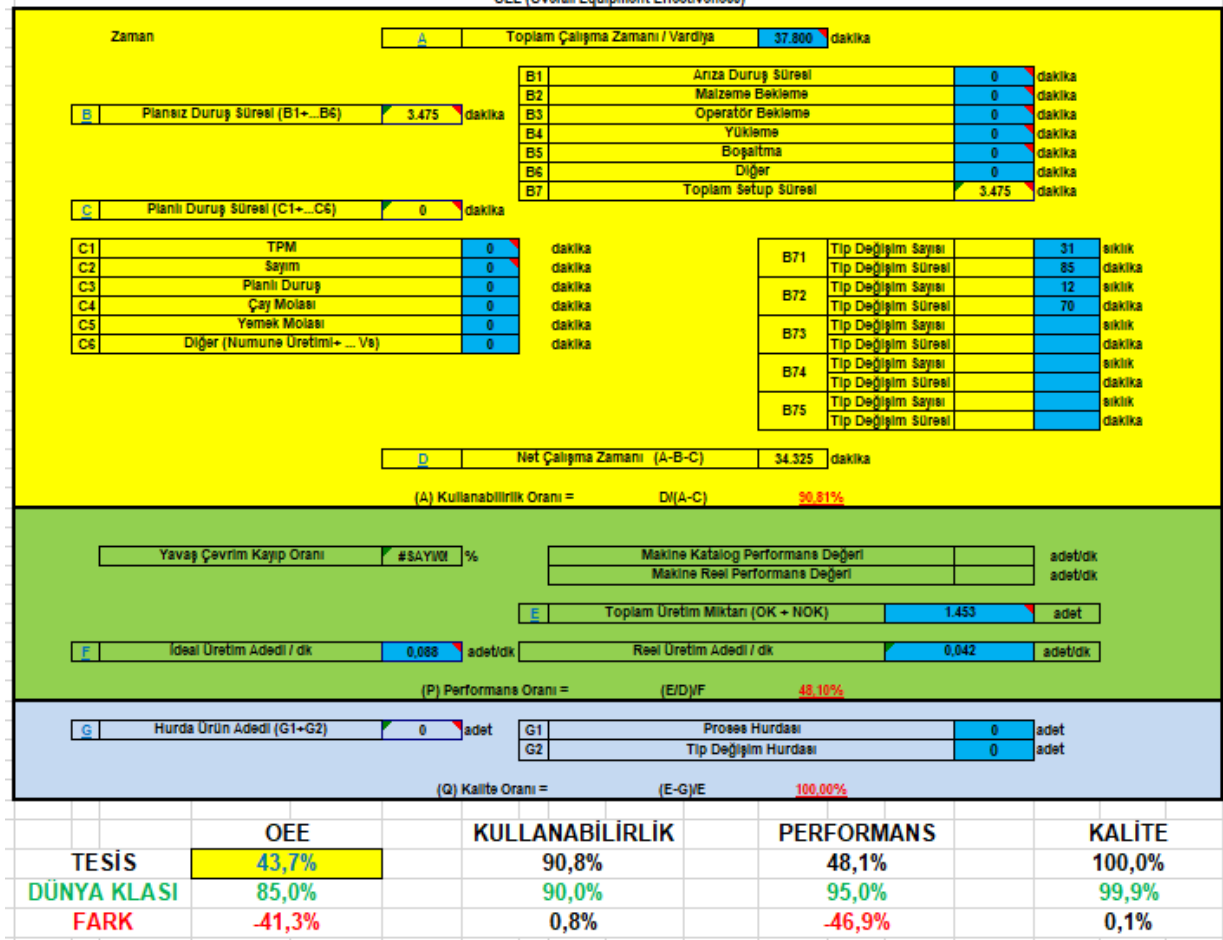 OEE (Overall Equipment Effectiveness)
Zaman A Toplam Çalışma Zamanı / Vardiya 37.800 dakika
B1 Arıza Duruş Süresi 0 dakika
B2 Malzeme Bekleme 0 dakika
B Plansız Duruş Süresi (B1+...B6) 3.475 dakika B3 Operatör Bekleme 0 dakika
B4 Yükleme 0 dakika
B5 Boşaltma 0 dakika
B6 Diğer 0 dakika
B7 Toplam Setup Süresi 3.475 dakika
C Planlı Duruş Süresi (C1+...C6) 0 dakika
C1 TPM 0 dakika B71 Tip Değişim Sayısı 31 sıklık
C2 Sayım 0 dakika Tip Değişim Süresi 85 dakika
C3 Planlı Duruş 0 dakika B72 Tip Değişim Sayısı 12 sıklık
C4 Çay Molası 0 dakika Tip Değişim Süresi 70 dakika
C5 Yemek Molası 0 dakika B73 Tip Değişim Sayısı sıklık
C6 Diğer (Numune Üretimi+ ... Vs) 0 dakika Tip Değişim Süresi dakika
B74 Tip Değişim Sayısı sıklık
Tip Değişim Süresi dakika
B75 Tip Değişim Sayısı sıklık
Tip Değişim Süresi dakika
D Net Çalışma Zamanı (A-B-C) 34.325 dakika
(A) Kullanabilirlik Oranı = D/(A-C) 90,81%
Yavaş Çevrim Kayıp Oranı #SAYI/0! % Makine Katalog Performans Değeri adet/dk
Makine Reel Performans Değeri adet/dk
E Toplam Üretim Miktarı (OK + NOK) 1.453 adet
F İdeal Üretim Adedi / dk 0,088 adet/dk Reel Üretim Adedi / dk 0,042 adet/dk
(P) Performans Oranı = (E/D)/F 48,10%
G Hurda Ürün Adedi (G1+G2) 0 adet G1 Proses Hurdası 0 adet
G2 Tip Değişim Hurdası 0 adet
(Q) Kalite Oranı = (E-G)/E 100,00%
OEE KULLANABİLİRLİK PERFORMANS KALİTE
TESİS 43,7% 90,8% 48,1% 100,0%
DÜNYA KLASI 85,0% 90,0% 95,0% 99,9%
FARK -41,3% 0,8% -46,9% 0,1%